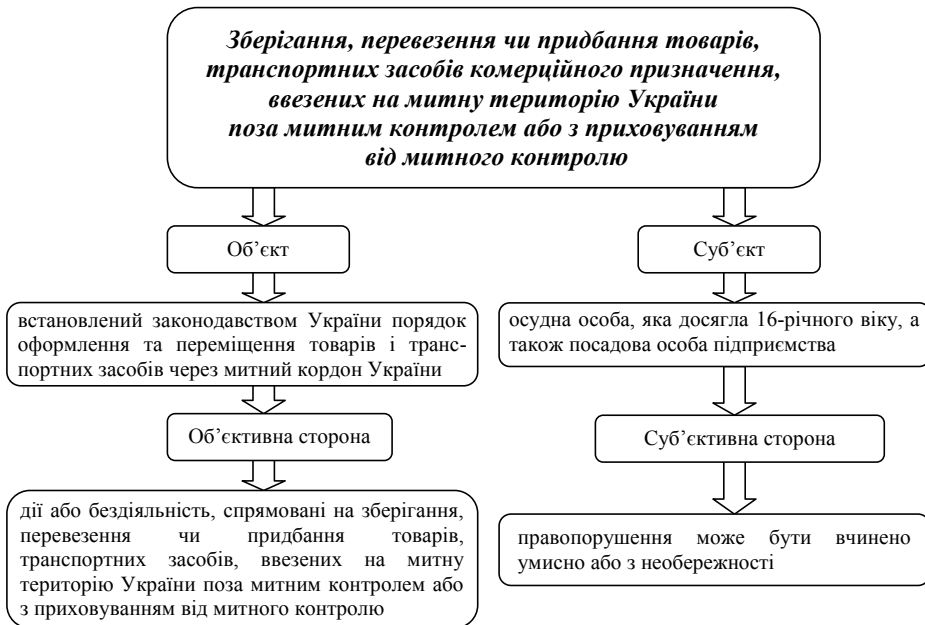 Зберігання, перевезення чи придбання товарів,
транспортних засобів комерційного призначення,
ввезених на митну територію України
поза митним контролем або з приховуванням
від митного контролю
Об’єкт
встановлений законодавством України порядок
оформлення та переміщення товарів і транс-
портних засобів через митний кордон України
Об’єктивна сторона
дії або бездіяльність, спрямовані на зберігання,
перевезення чи придбання товарів,
транспортних засобів, ввезених на митну
територію України поза митним контролем або
з приховуванням від митного контролю
Суб’єкт
осудна особа, яка досягла 16-річного віку, а
також посадова особа підприємства
Суб’єктивна сторона
правопорушення може бути вчинено
умисно або з необережності